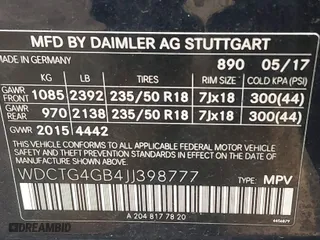 MFD BY DAIMLER AG STUTTGART
Made in Germany 890 05/17
KG LB TIRES RIM SIZE COLD KPA(PSI)
GAWR FRONT 1085 2392 235/50 R18 7Jx18 300(44)
GAWR REAR 970 2138 235/50 R18 7Jx18 300(44)
GVWR 2015 4442
THIS VEHICLE CONFORMS TO ALL APPLICABLE FEDERAL MOTOR
VEHICLE SAFETY, BUMPER, AND THEFT PREVENTION STANDARDS IN
EFFECT ON THE DATE OF MANUFACTURE SHOWN ABOVE.
WDCTG4GB4JJ398777 TYPE: MPV
A 204 817 78 20
DREAMBID